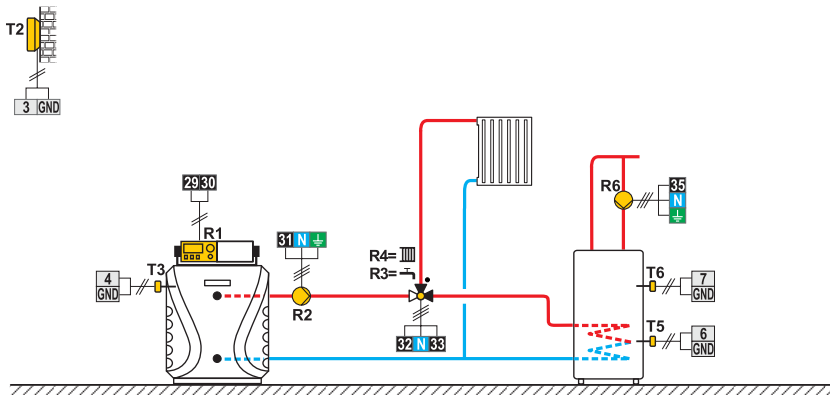 T2
3 GND
29 30
R1
31 N
R2
T3
4
GND
R4=
R3=
32 N 33
R6
35
N
T6
7
GND
T5
6
GND